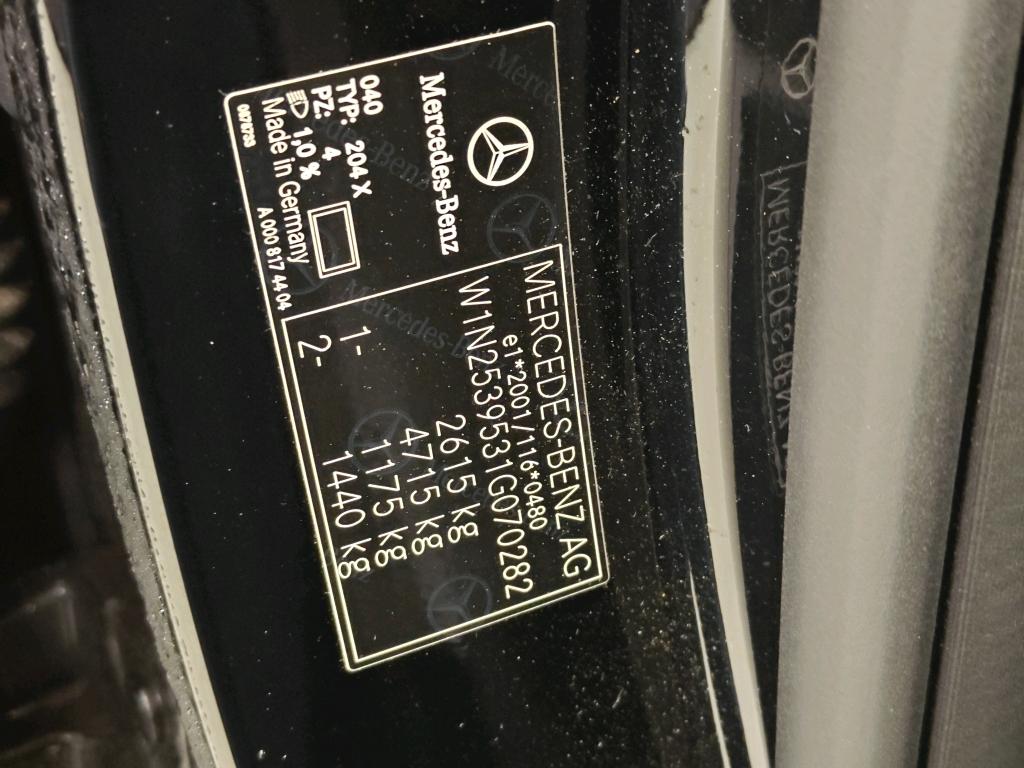 Mercedes-Benz
040
TYP: 204 X
PZ: 4
1,0 %
Made in Germany
A 000 817 44 04
MERCEDES-BENZ AG
e1*2001/116*0480
W1N2539531G070282
2615 kg
4715 kg
1- 1175 kg
2- 1440 kg